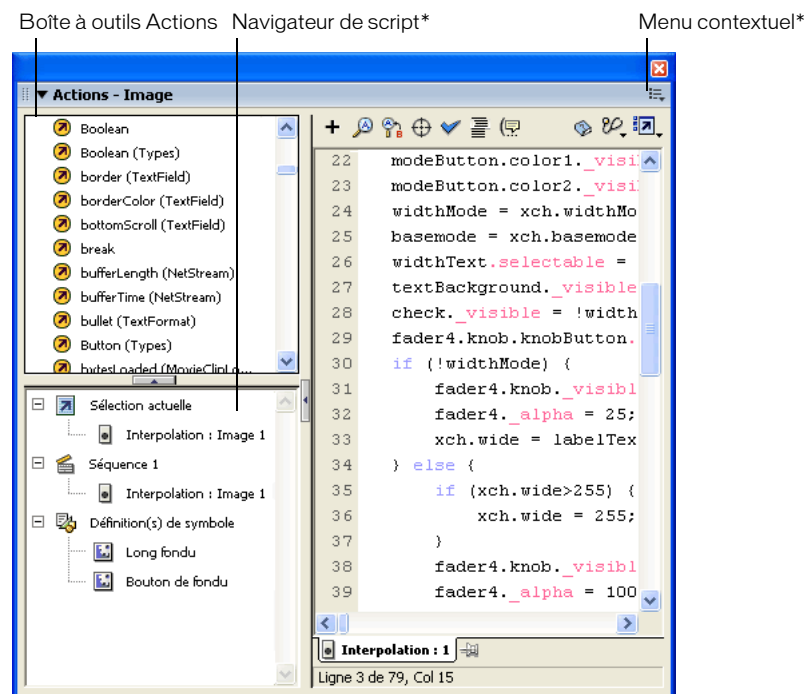 Boîte à outils Actions Navigateur de script* Menu contextuel*
Actions - Image
Boolean
Boolean (Types)
border (TextField)
borderColor (TextField)
bottomScroll (TextField)
break
bufferLength (NetStream)
bufferTime (NetStream)
bullet (TextFormat)
Button (Types)
bytesLoaded (MovieClipLo...
Sélection actuelle
Interpolation : Image 1
Séquence 1
Interpolation : Image 1
Définition(s) de symbole
Long fondu
Bouton de fondu
22 modeButton.color1._visi
23 modeButton.color2._visi
24 widthMode = xch.widthMo
25 basemode = xch.basemode
26 widthText.selectable =
27 textBackground._visible
28 check._visible = !width
29 fader4.knob.knobButton.
30 if (!widthMode) {
31 fader4.knob._visibl
32 fader4._alpha = 25;
33 xch.wide = labelTex
34 } else {
35 if (xch.wide>255) {
36 xch.wide = 255;
37 }
38 fader4.knob._visibl
39 fader4._alpha = 100
Interpolation : 1
Ligne 3 de 79, Col 15